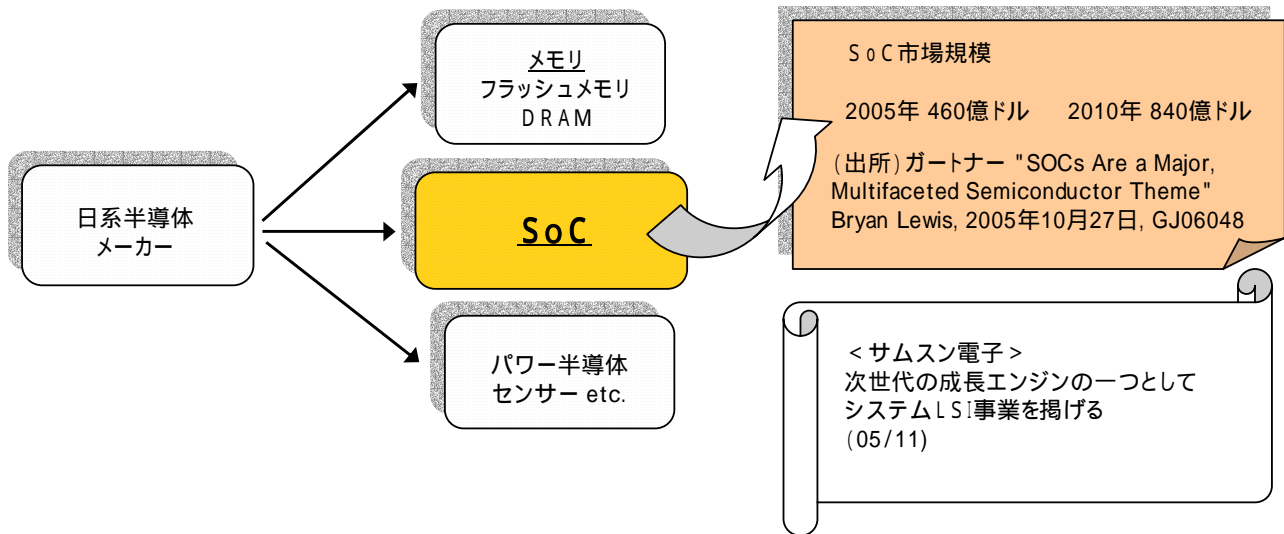 日系半導体
メーカー
メモリ
フラッシュメモリ
DRAM
SoC
パワー半導体
センサー etc.
SoC市場規模
2005年 460億ドル　2010年 840億ドル
(出所)ガートナー "SOCs Are a Major,
Multifaceted Semiconductor Theme"
Bryan Lewis, 2005年10月27日, GJ06048
<サムスン電子>
次世代の成長エンジンの一つとして
システムLSI事業を掲げる
(05/11)